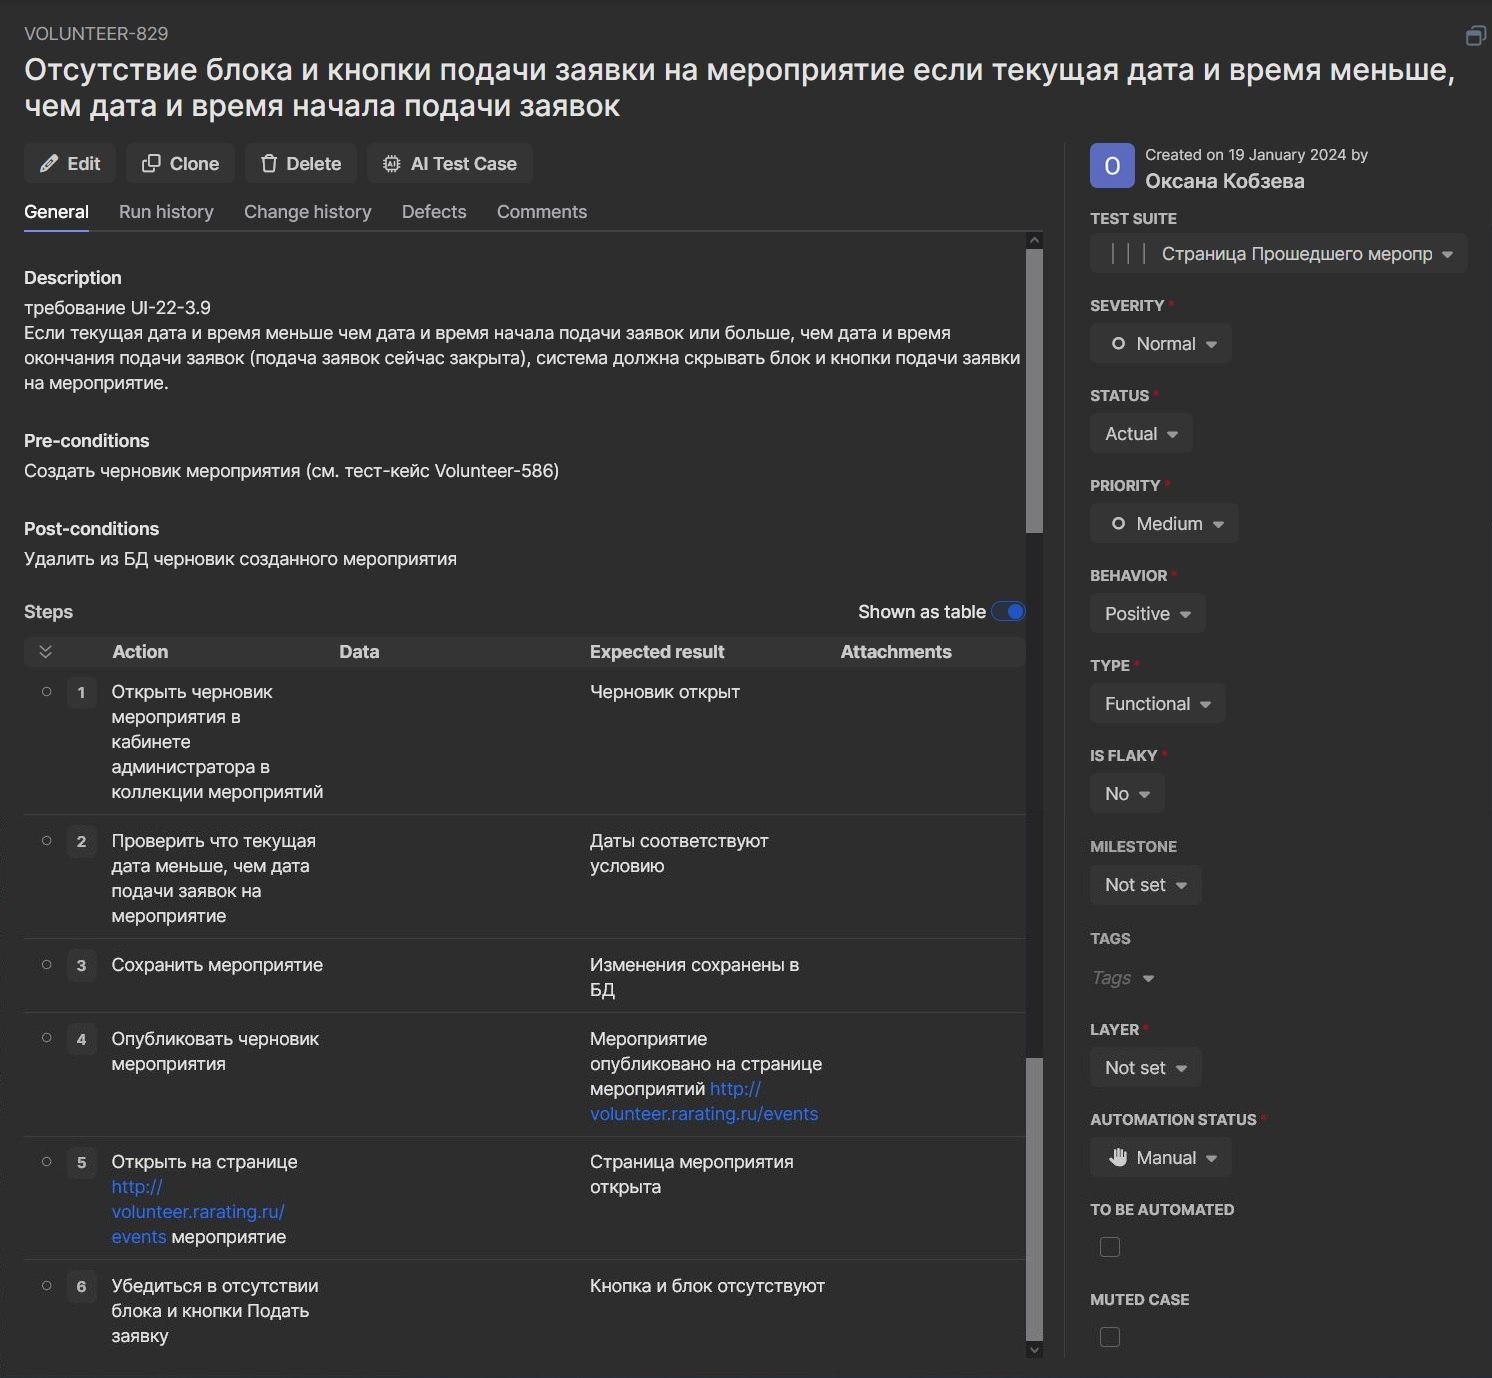 VOLUNTEER-829
Отсутствие блока и кнопки подачи заявки на мероприятие если текущая дата и время меньше,
чем дата и время начала подачи заявок
Edit
Clone
Delete
AI Test Case
General
Run history
Change history
Defects
Comments
Description
требование UI-22-3.9
Если текущая дата и время меньше чем дата и время начала подачи заявок или больше, чем дата и время
окончания подачи заявок (подача заявок сейчас закрыта), система должна скрывать блок и кнопки подачи заявки
на мероприятие.
Pre-conditions
Создать черновик мероприятия (см. тест-кейс Volunteer-586)
Post-conditions
Удалить из БД черновик созданного мероприятия
Steps
Shown as table
Action
Data
Expected result
Attachments
1
Открыть черновик
мероприятия в
кабинете
администратора в
коллекции мероприятий
Черновик открыт
2
Проверить что текущая
дата меньше, чем дата
подачи заявок на
мероприятие
Даты соответствуют
условию
3
Сохранить мероприятие
Изменения сохранены в
БД
4
Опубликовать черновик
мероприятия
Мероприятие
опубликовано на странице
мероприятий http://
volunteer.rarating.ru/events
5
Открыть на странице
http://
volunteer.rarating.ru/
events мероприятие
Страница мероприятия
открыта
6
Убедиться в отсутствии
блока и кнопки Подать
заявку
Кнопка и блок отсутствуют
О
Created on 19 January 2024 by
Оксана Кобзева
TEST SUITE
Страница Прошедшего меропр
SEVERITY*
Normal
STATUS*
Actual
PRIORITY*
Medium
BEHAVIOR*
Positive
TYPE*
Functional
IS FLAKY*
No
MILESTONE
Not set
TAGS
Tags
LAYER*
Not set
AUTOMATION STATUS*
Manual
TO BE AUTOMATED
MUTED CASE